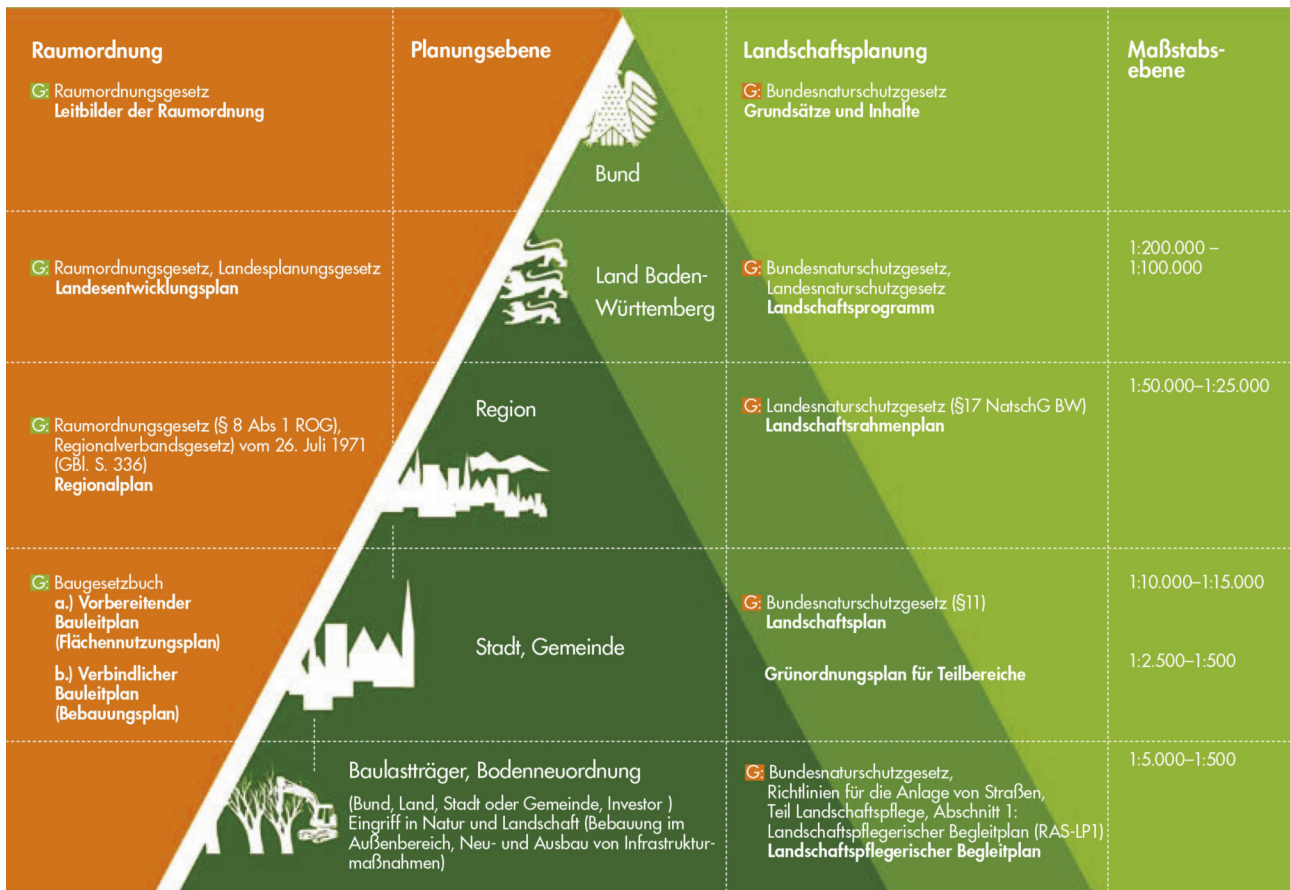 Raumordnung
Planungsebene
Landschaftsplanung
Maßstabs-
ebene
G: Raumordnungsgesetz
Leitbilder der Raumordnung
Bund
G: Bundesnaturschutzgesetz
Grundsätze und Inhalte
G: Raumordnungsgesetz, Landesplanungsgesetz
Landesentwicklungsplan
Land Baden-
Württemberg
G: Bundesnaturschutzgesetz,
Landesnaturschutzgesetz
Landschaftsprogramm
1:200.000 –
1:100.000
G: Raumordnungsgesetz (§ 8 Abs 1 ROG),
Regionalverbandsgesetz) vom 26. Juli 1971
(GBl. S. 336)
Regionalplan
Region
G: Landesnaturschutzgesetz (§17 NatschG BW)
Landschaftsrahmenplan
1:50.000–1:25.000
G: Baugesetzbuch
a.) Vorbereitender
Bauleitplan
(Flächennutzungsplan)
b.) Verbindlicher
Bauleitplan
(Bebauungsplan)
Stadt, Gemeinde
G: Bundesnaturschutzgesetz (§11)
Landschaftsplan
Grünordnungsplan für Teilbereiche
1:10.000–1:15.000
1:2.500–1:500
Baulastträger, Bodenneuordnung
(Bund, Land, Stadt oder Gemeinde, Investor )
Eingriff in Natur und Landschaft (Bebauung im
Außenbereich, Neu- und Ausbau von Infrastruktur-
maßnahmen)
G: Bundesnaturschutzgesetz,
Richtlinien für die Anlage von Straßen,
Teil Landschaftspflege, Abschnitt 1:
Landschaftspflegerischer Begleitplan (RAS-LP1)
Landschaftspflegerischer Begleitplan
1:5.000–1:500